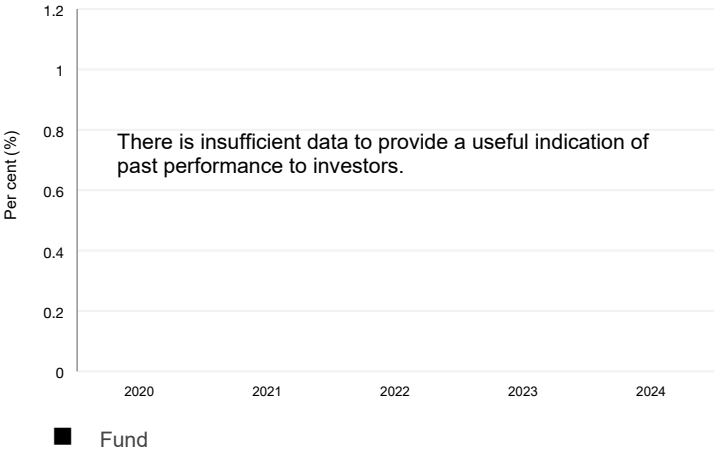 1.2
1
0.8
There is insufficient data to provide a useful indication of
past performance to investors.
Per cent (%)
0.6
0.4
0.2
0
2020 2021 2022 2023 2024
Fund